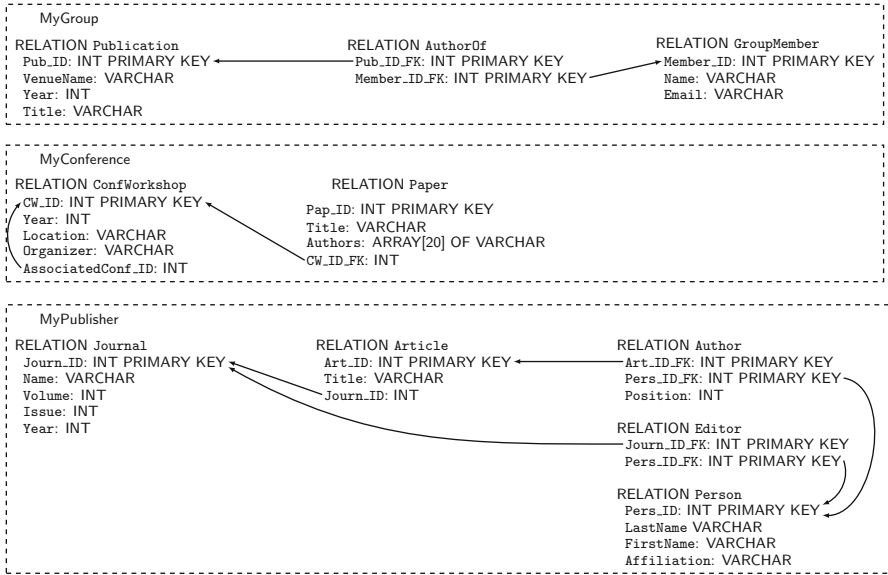 MyGroup
RELATION Publication
Pub_ID: INT PRIMARY KEY
VenueName: VARCHAR
Year: INT
Title: VARCHAR
RELATION AuthorOf
Pub_ID_FK: INT PRIMARY KEY
Member_ID_FK: INT PRIMARY KEY
RELATION GroupMember
Member_ID: INT PRIMARY KEY
Name: VARCHAR
Email: VARCHAR
MyConference
RELATION ConfWorkshop
CW_ID: INT PRIMARY KEY
Year: INT
Location: VARCHAR
Organizer: VARCHAR
AssociatedConf_ID: INT
RELATION Paper
Pap_ID: INT PRIMARY KEY
Title: VARCHAR
Authors: ARRAY[20] OF VARCHAR
CW_ID_FK: INT
MyPublisher
RELATION Journal
Journ_ID: INT PRIMARY KEY
Name: VARCHAR
Volume: INT
Issue: INT
Year: INT
RELATION Article
Art_ID: INT PRIMARY KEY
Title: VARCHAR
Journ_ID: INT
RELATION Author
Art_ID_FK: INT PRIMARY KEY
Pers_ID_FK: INT PRIMARY KEY
Position: INT
RELATION Editor
Journ_ID_FK: INT PRIMARY KEY
Pers_ID_FK: INT PRIMARY KEY
RELATION Person
Pers_ID: INT PRIMARY KEY
LastName VARCHAR
FirstName: VARCHAR
Affiliation: VARCHAR